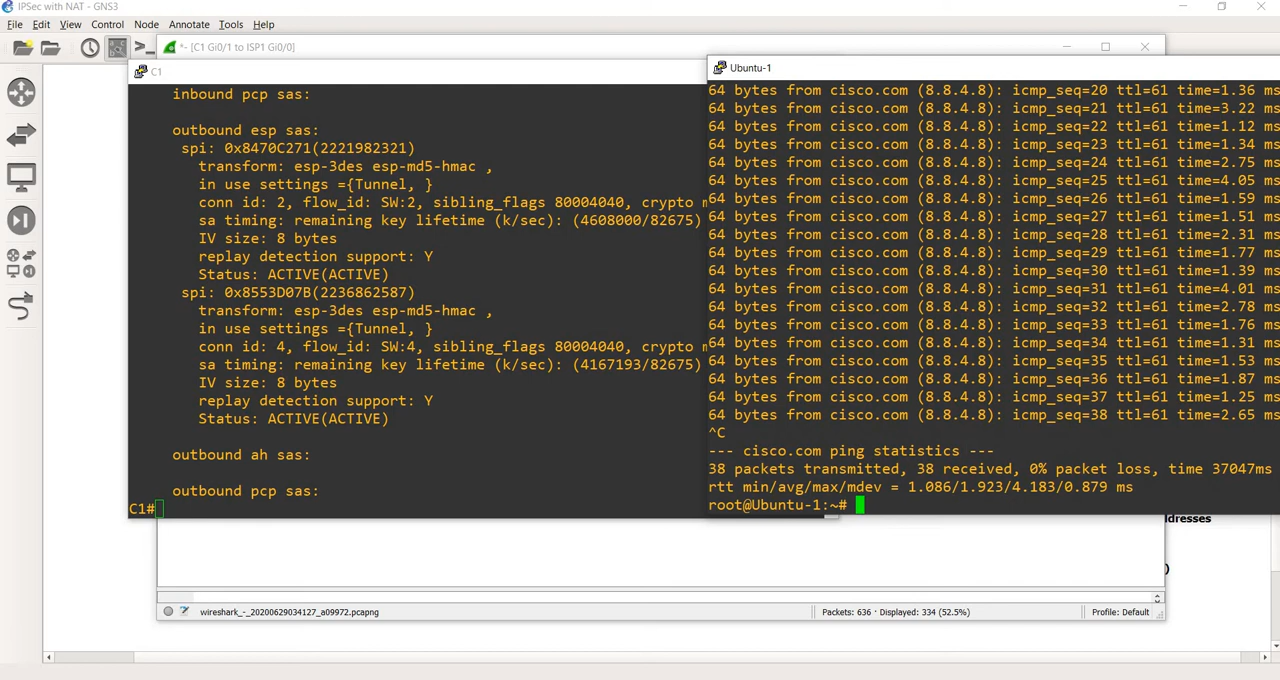 IPSec with NAT - GNS3
File Edit View Control Node Annotate Tools Help
*- [C1 Gi0/1 to ISP1 Gi0/0]
C1
inbound pcp sas:
outbound esp sas:
spi: 0x8470C271(2221982321)
transform: esp-3des esp-md5-hmac ,
in use settings ={Tunnel, }
conn id: 2, flow_id: SW:2, sibling_flags 80004040, crypto m
sa timing: remaining key lifetime (k/sec): (4608000/82675)
IV size: 8 bytes
replay detection support: Y
Status: ACTIVE(ACTIVE)
spi: 0x8553D07B(2236862587)
transform: esp-3des esp-md5-hmac ,
in use settings ={Tunnel, }
conn id: 4, flow_id: SW:4, sibling_flags 80004040, crypto m
sa timing: remaining key lifetime (k/sec): (4167193/82675)
IV size: 8 bytes
replay detection support: Y
Status: ACTIVE(ACTIVE)
outbound ah sas:
outbound pcp sas:
C1#
Ubuntu-1
64 bytes from cisco.com (8.8.4.8): icmp_seq=20 ttl=61 time=1.36 ms
64 bytes from cisco.com (8.8.4.8): icmp_seq=21 ttl=61 time=3.22 ms
64 bytes from cisco.com (8.8.4.8): icmp_seq=22 ttl=61 time=1.12 ms
64 bytes from cisco.com (8.8.4.8): icmp_seq=23 ttl=61 time=1.34 ms
64 bytes from cisco.com (8.8.4.8): icmp_seq=24 ttl=61 time=2.75 ms
64 bytes from cisco.com (8.8.4.8): icmp_seq=25 ttl=61 time=4.05 ms
64 bytes from cisco.com (8.8.4.8): icmp_seq=26 ttl=61 time=1.59 ms
64 bytes from cisco.com (8.8.4.8): icmp_seq=27 ttl=61 time=1.51 ms
64 bytes from cisco.com (8.8.4.8): icmp_seq=28 ttl=61 time=2.31 ms
64 bytes from cisco.com (8.8.4.8): icmp_seq=29 ttl=61 time=1.77 ms
64 bytes from cisco.com (8.8.4.8): icmp_seq=30 ttl=61 time=1.39 ms
64 bytes from cisco.com (8.8.4.8): icmp_seq=31 ttl=61 time=4.01 ms
64 bytes from cisco.com (8.8.4.8): icmp_seq=32 ttl=61 time=2.78 ms
64 bytes from cisco.com (8.8.4.8): icmp_seq=33 ttl=61 time=1.76 ms
64 bytes from cisco.com (8.8.4.8): icmp_seq=34 ttl=61 time=1.31 ms
64 bytes from cisco.com (8.8.4.8): icmp_seq=35 ttl=61 time=1.53 ms
64 bytes from cisco.com (8.8.4.8): icmp_seq=36 ttl=61 time=1.87 ms
64 bytes from cisco.com (8.8.4.8): icmp_seq=37 ttl=61 time=1.25 ms
64 bytes from cisco.com (8.8.4.8): icmp_seq=38 ttl=61 time=2.65 ms
^C
--- cisco.com ping statistics ---
38 packets transmitted, 38 received, 0% packet loss, time 37047ms
rtt min/avg/max/mdev = 1.086/1.923/4.183/0.879 ms
root@Ubuntu-1:~#
dresses
)
wireshark_-_20200629034127_a09972.pcapng
Packets: 636 · Displayed: 334 (52.5%)
Profile: Default